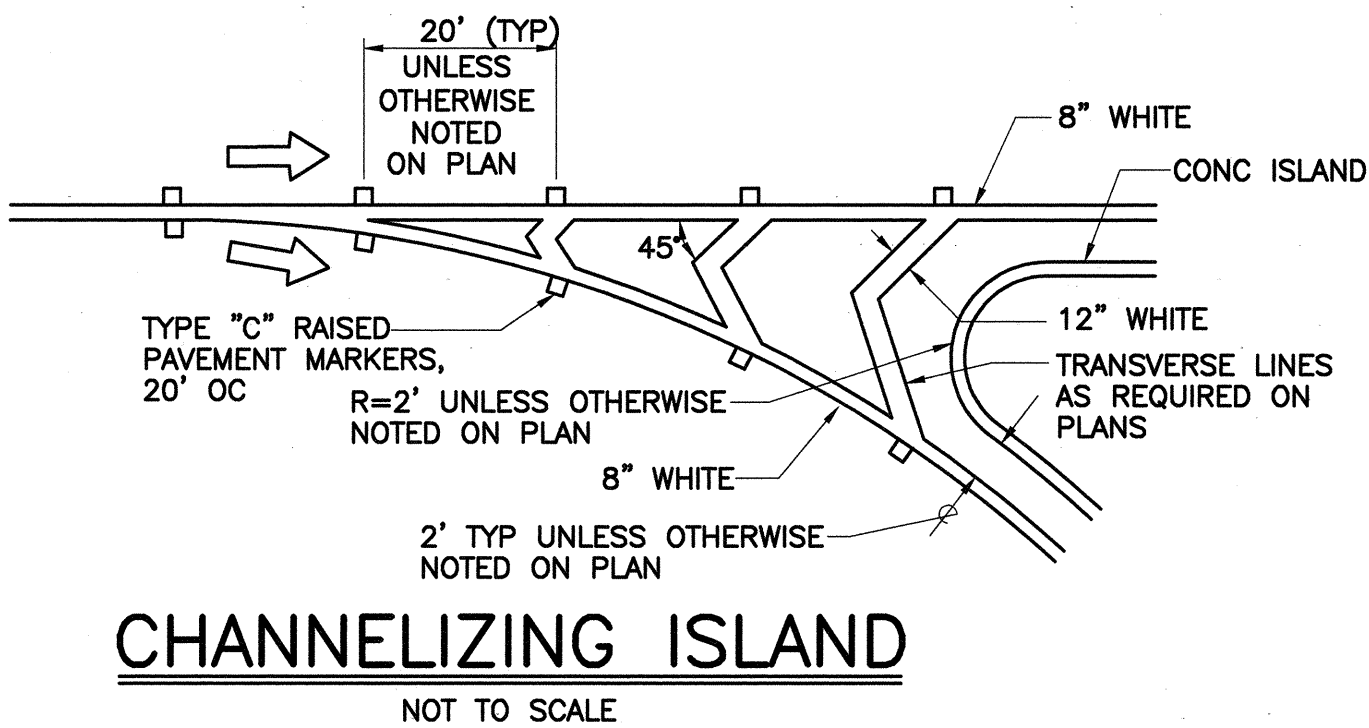 20' (TYP)
UNLESS
OTHERWISE
NOTED
ON PLAN
8" WHITE
CONC ISLAND
45°
TYPE "C" RAISED
PAVEMENT MARKERS,
20' OC
12" WHITE
TRANSVERSE LINES
AS REQUIRED ON
PLANS
R=2' UNLESS OTHERWISE
NOTED ON PLAN
8" WHITE
2' TYP UNLESS OTHERWISE
NOTED ON PLAN
CHANNELIZING ISLAND
NOT TO SCALE